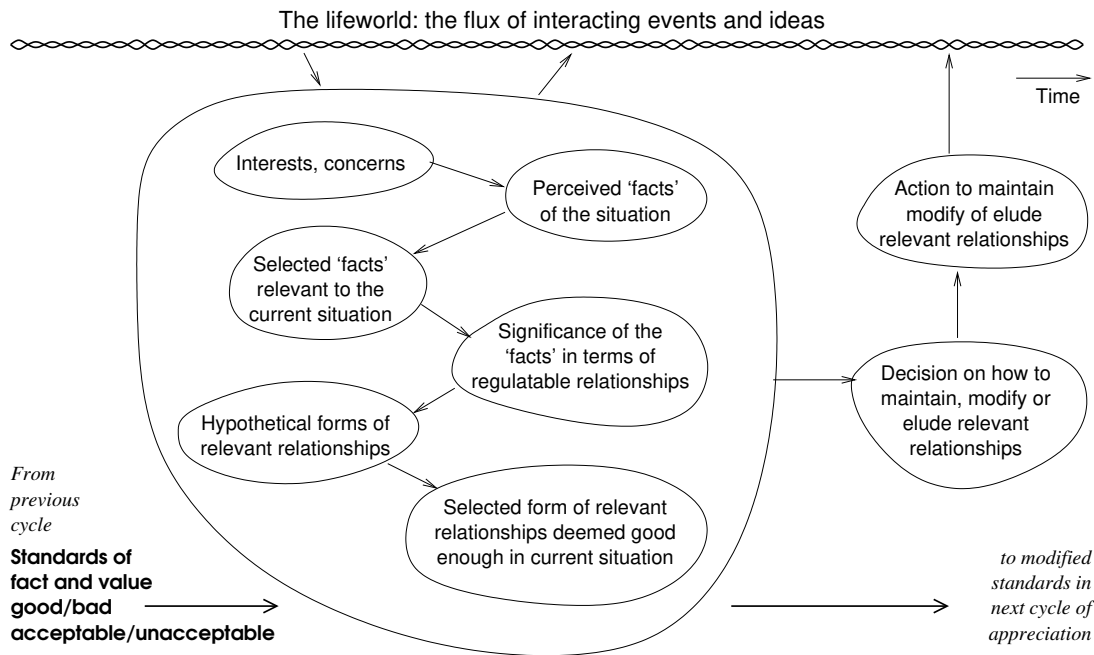 The lifeworld: the flux of interacting events and ideas
Time
Interests, concerns
Perceived ‘facts’
of the situation
Action to maintain
modify of elude
relevant relationships
Selected ‘facts’
relevant to the
current situation
Significance of the
‘facts’ in terms of
regulatable relationships
Decision on how to
maintain, modify or
elude relevant
relationships
Hypothetical forms of
relevant relationships
Selected form of relevant
relationships deemed good
enough in current situation
From
previous
cycle
Standards of
fact and value
good/bad
acceptable/unacceptable
to modified
standards in
next cycle of
appreciation